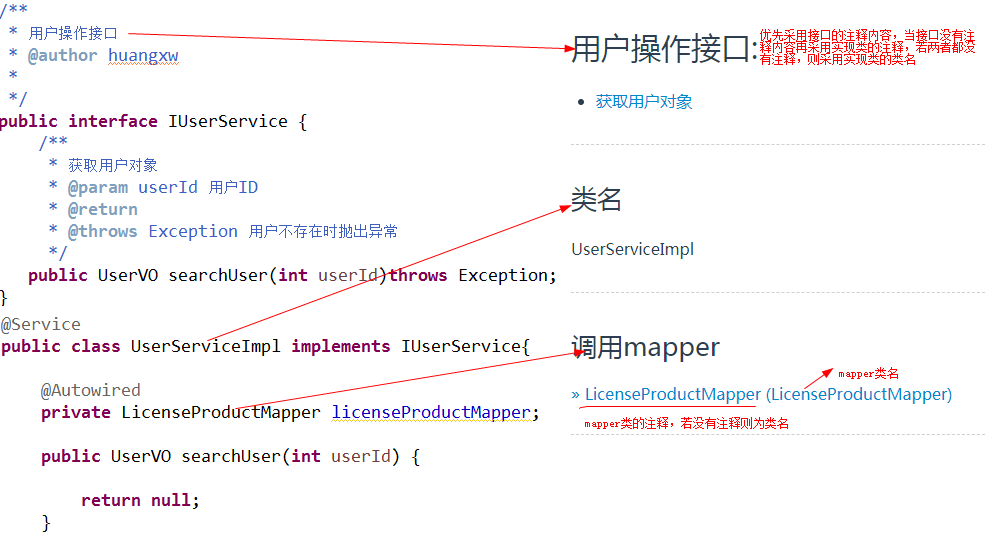 /**
* 用户操作接口
* @author huangxw
*
*/
public interface IUserService {
/**
* 获取用户对象
* @param userId 用户ID
* @return
* @throws Exception 用户不存在时抛出异常
*/
public UserVO searchUser(int userId)throws Exception;
}
@Service
public class UserServiceImpl implements IUserService{
@Autowired
private LicenseProductMapper licenseProductMapper;
public UserVO searchUser(int userId) {
return null;
}
用户操作接口:
优先采用接口的注释内容，当接口没有注
释内容再采用实现类的注释，若两者都没
有注释，则采用实现类的类名
• 获取用户对象
类名
UserServiceImpl
调用mapper
mapper类名
» LicenseProductMapper (LicenseProductMapper)
mapper类的注释，若没有注释则为类名